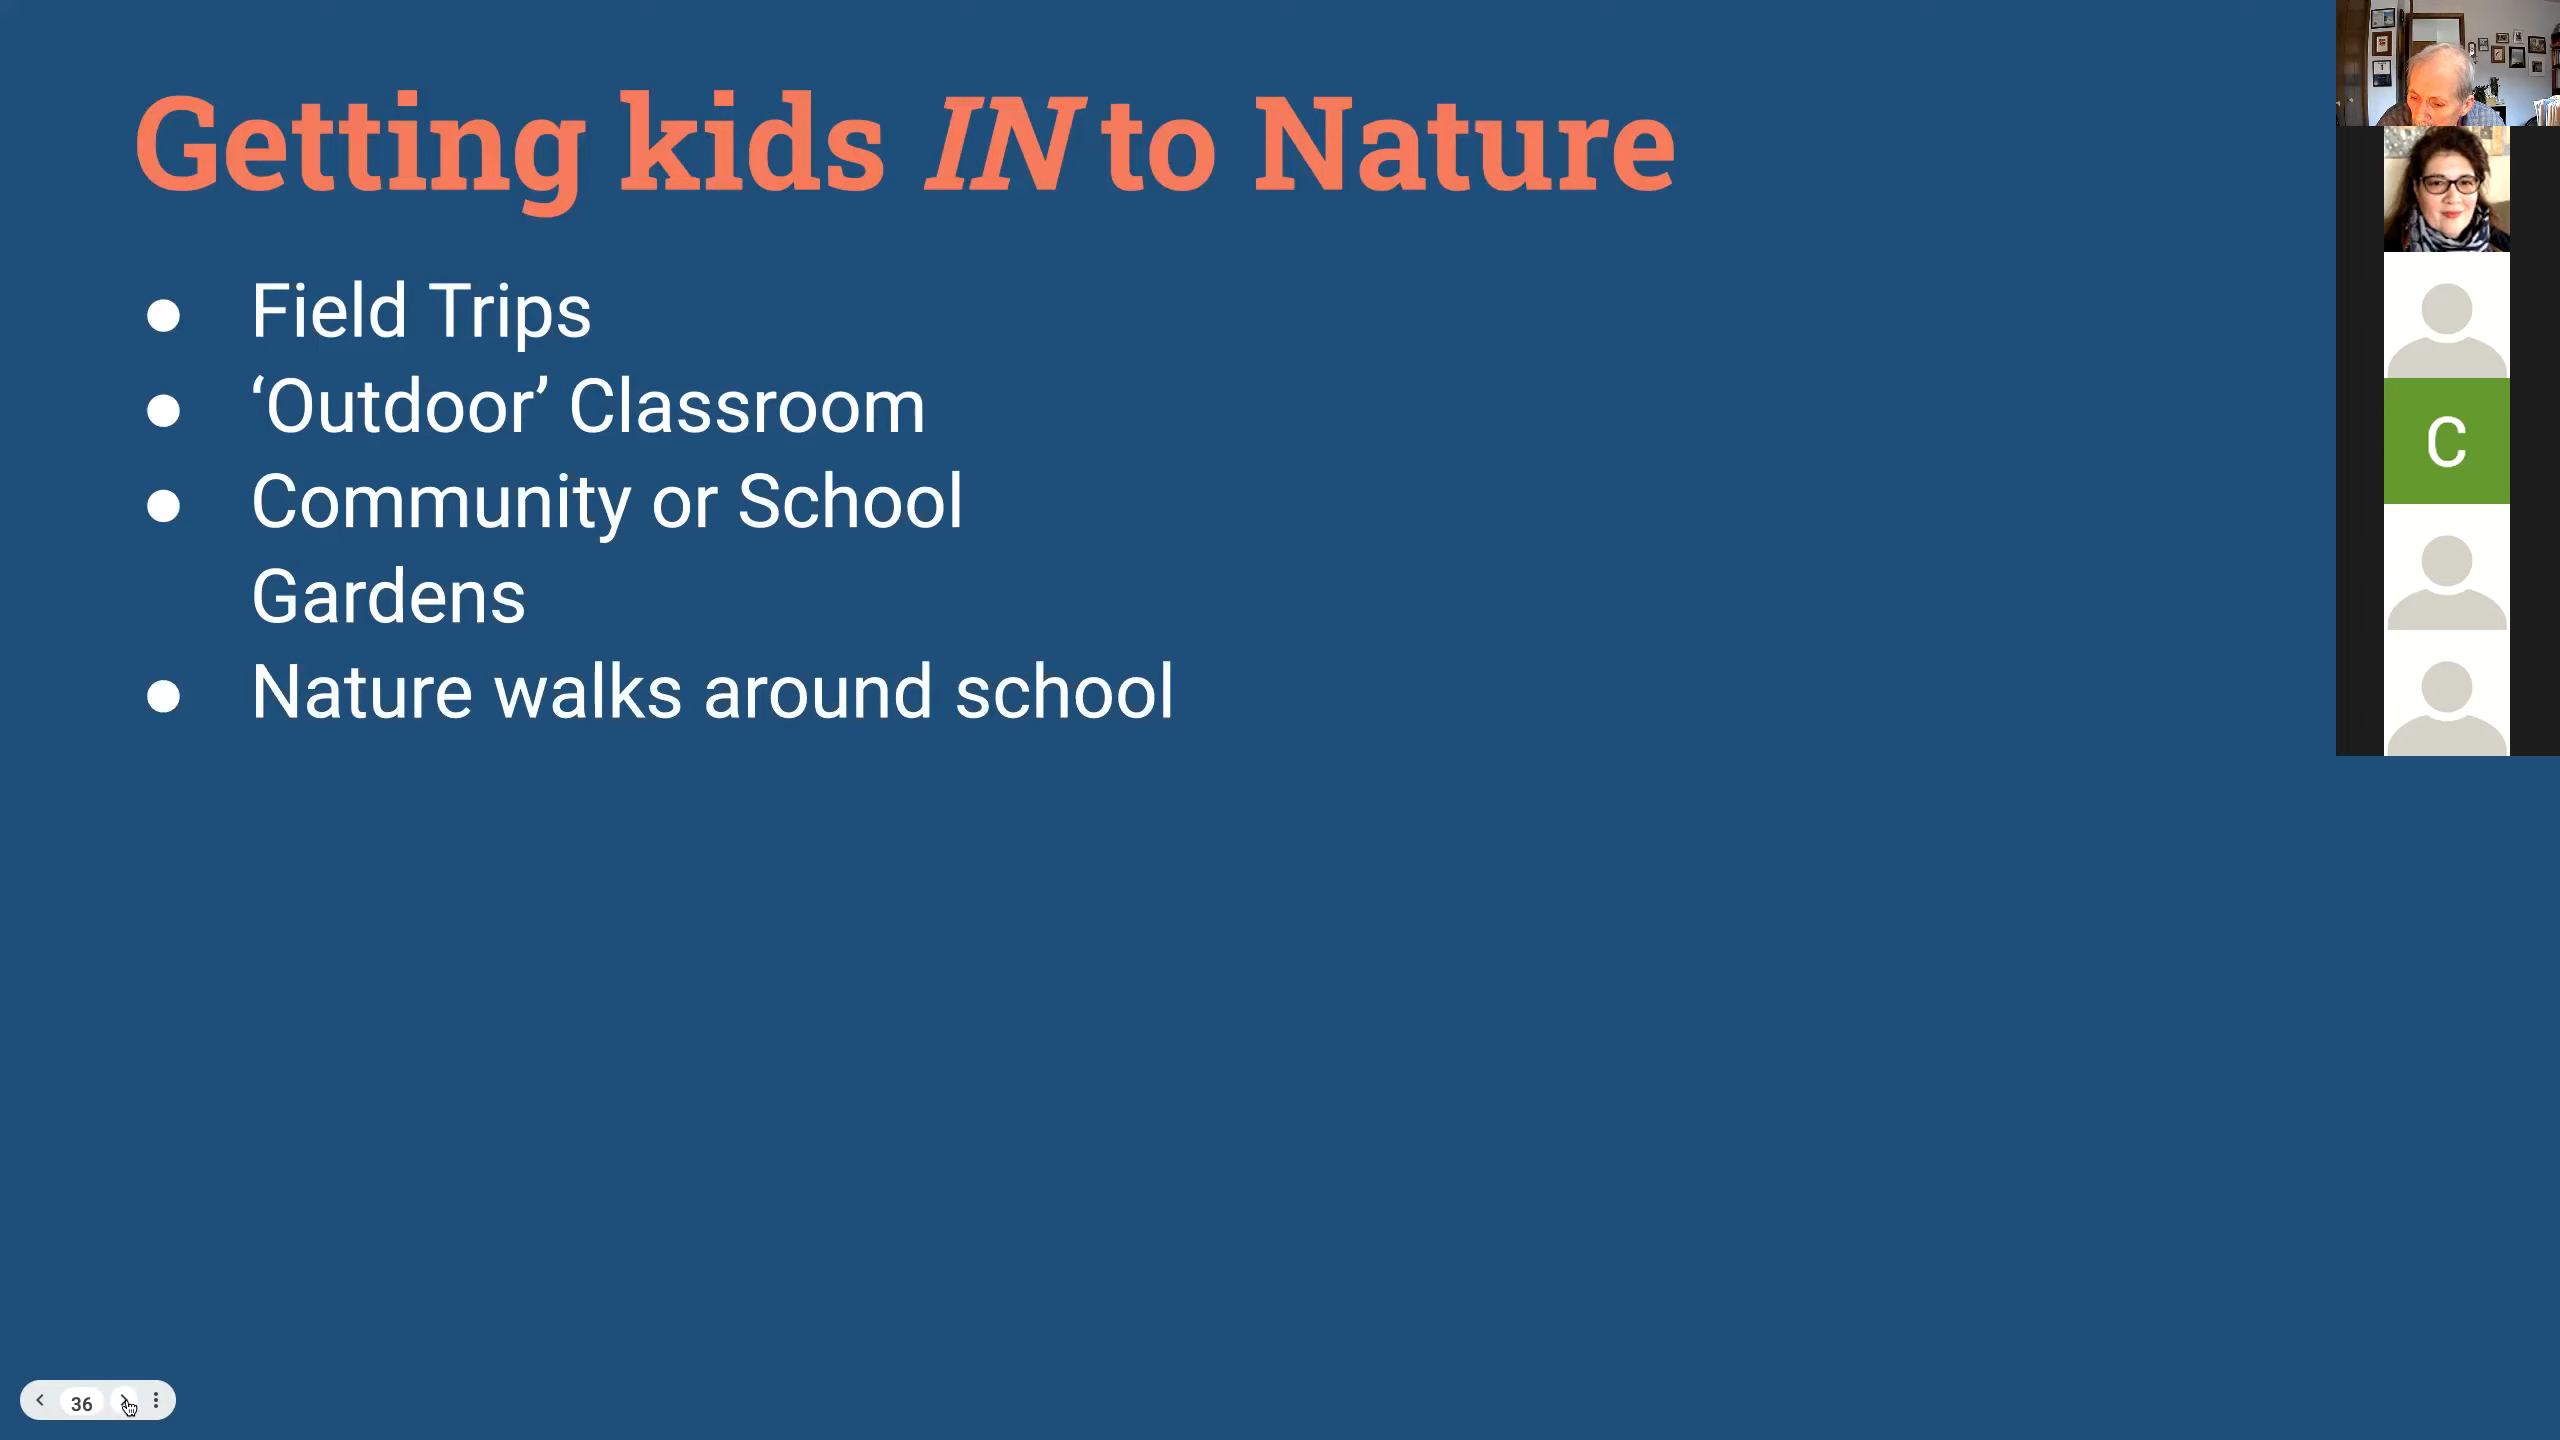 Getting kids IN to Nature
● Field Trips
● ‘Outdoor’ Classroom
● Community or School
Gardens
● Nature walks around school
C
36